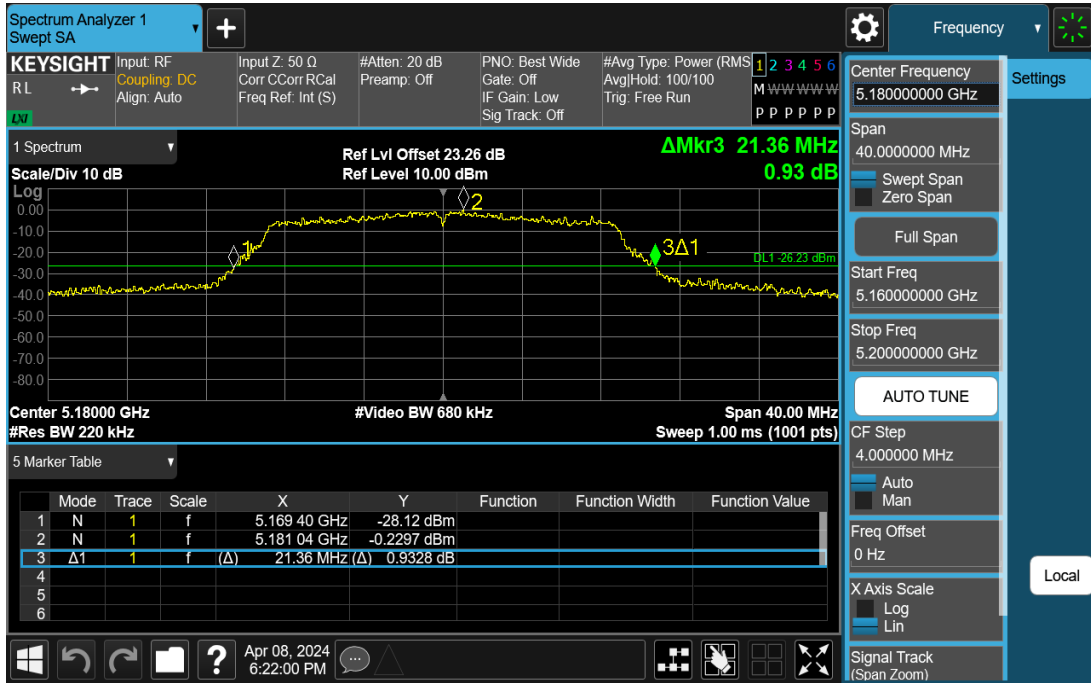 Spectrum Analyzer 1
Swept SA
+
Frequency
KEYSIGHT
RL
LXI
Input: RF
Coupling: DC
Align: Auto
Input Z: 50 Ω
Corr CCorr RCal
Freq Ref: Int (S)
#Atten: 20 dB
Preamp: Off
PNO: Best Wide
Gate: Off
IF Gain: Low
Sig Track: Off
#Avg Type: Power (RMS
Avg|Hold: 100/100
Trig: Free Run
1 2 3 4 5 6
M W W W W W
P P P P P P
1 Spectrum
Scale/Div 10 dB
Ref Lvl Offset 23.26 dB
Ref Level 10.00 dBm
ΔMkr3 21.36 MHz
0.93 dB
Log
0.00
-10.0
-20.0
-30.0
-40.0
-50.0
-60.0
-70.0
-80.0
1
2
3Δ1
DL1 -26.23 dBm
Center 5.18000 GHz
#Video BW 680 kHz
Span 40.00 MHz
#Res BW 220 kHz
Sweep 1.00 ms (1001 pts)
5 Marker Table
Mode Trace Scale X Y Function Function Width Function Value
1 N 1 f 5.169 40 GHz -28.12 dBm
2 N 1 f 5.181 04 GHz -0.2297 dBm
3 Δ1 1 f (Δ) 21.36 MHz (Δ) 0.9328 dB
4
5
6
?
Apr 08, 2024
6:22:00 PM
Center Frequency
5.180000000 GHz
Settings
Span
40.0000000 MHz
Swept Span
Zero Span
Full Span
Start Freq
5.160000000 GHz
Stop Freq
5.200000000 GHz
AUTO TUNE
CF Step
4.000000 MHz
Auto
Man
Freq Offset
0 Hz
Local
X Axis Scale
Log
Lin
Signal Track
(Span Zoom)